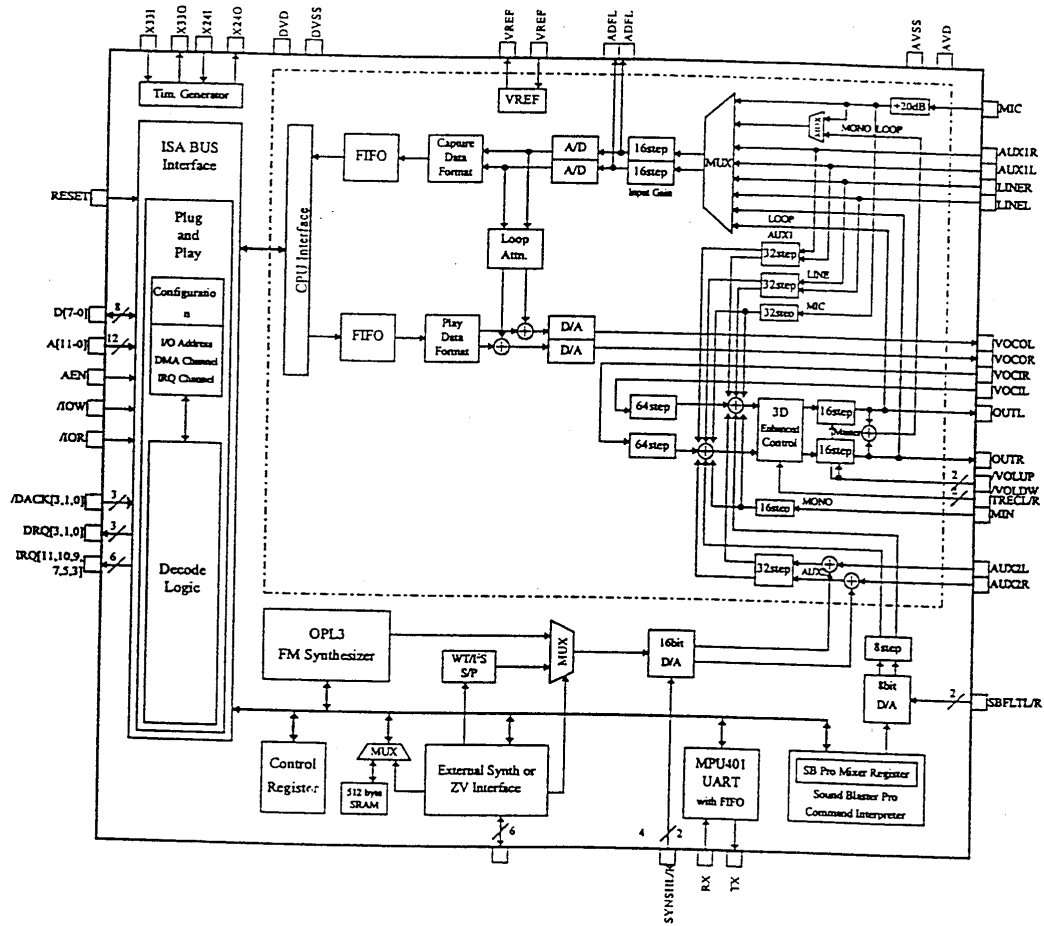 X33I
X33O
X24I
X24O
DVD
DVSS
VREF
VREF
ADFL
ADFL
AVSS
AVD
Tim. Generator
VREF
+20dB
MIC
ISA BUS
Interface
FIFO
Capture
Data
Format
A/D
A/D
16step
16step
Input Gain
MUX
MUX
MONO LOOP
AUX1R
AUX1L
LINER
LINEL
RESET
Plug
and
Play
CPU Interface
Loop
Attn.
LOOP
AUX1
32step
LINE
32step
MIC
32step
Configuratio
n
D[7-0]
8
A[11-0]
12
I/O Address
DMA Channel
IRQ Channel
AEN
/IOW
/IOR
FIFO
Play
Data
Format
D/A
D/A
VOCOL
VOCOR
VOCIR
VOCIL
64step
64step
3D
Enhanced
Control
16step
Master
16step
OUTL
OUTR
2
/VOLUP
/VOLDW
TRECL/R
MONO
16step
MIN
/DACK[3,1,0]
3
DRQ[3,1,0]
3
IRQ[11,10,9,
7,5,3]
6
Decode
Logic
32step
AUX2L
AUX2R
OPL3
FM Synthesizer
WT/I²S
S/P
MUX
16bit
D/A
8step
8bit
D/A
2
SBFLTL/R
Control
Register
MUX
512 byte
SRAM
External Synth or
ZV Interface
MPU401
UART
with FIFO
SB Pro Mixer Register
Sound Blaster Pro
Command Interpreter
6
4
2
RX
TX